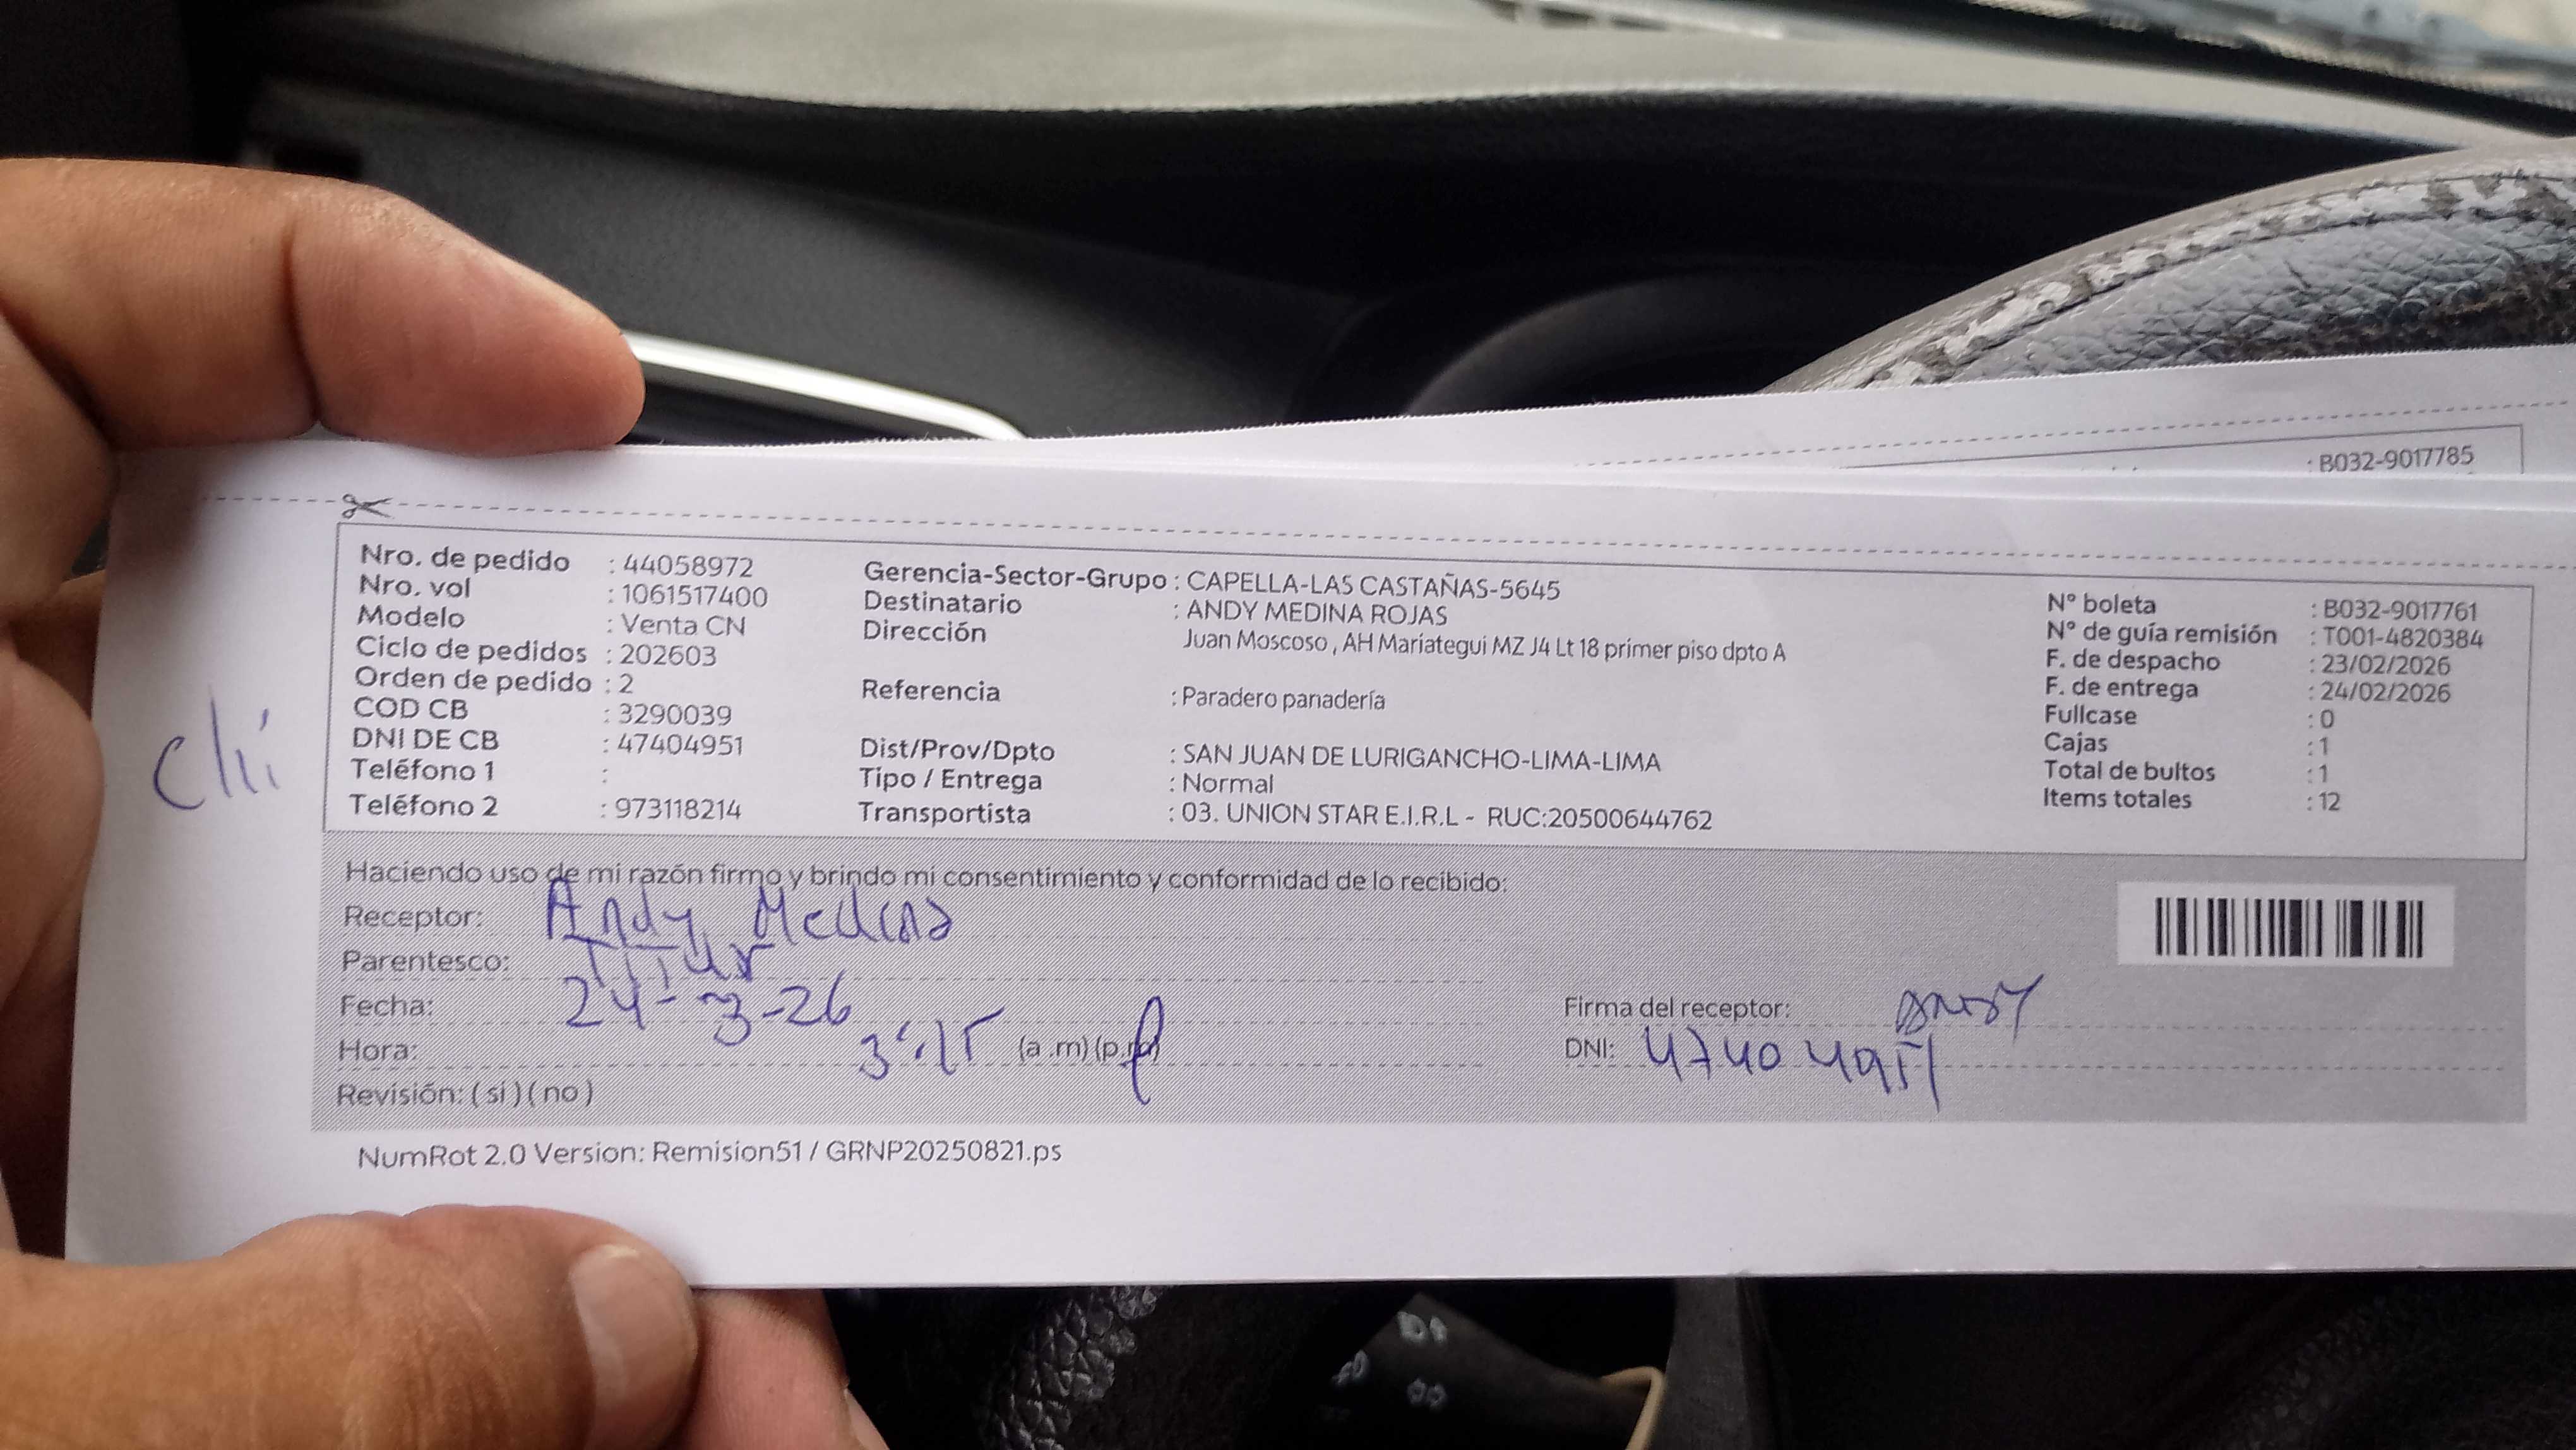 : B032-9017785
Nro. de pedido : 44058972
Nro. vol : 1061517400
Modelo : Venta CN
Ciclo de pedidos : 202603
Orden de pedido : 2
COD CB : 3290039
DNI DE CB : 47404951
Teléfono 1 :
Teléfono 2 : 973118214
Gerencia-Sector-Grupo : CAPELLA-LAS CASTAÑAS-5645
Destinatario : ANDY MEDINA ROJAS
Dirección Juan Moscoso , AH Mariategui MZ J4 Lt 18 primer piso dpto A
Referencia : Paradero panadería
Dist/Prov/Dpto : SAN JUAN DE LURIGANCHO-LIMA-LIMA
Tipo / Entrega : Normal
Transportista : 03. UNION STAR E.I.R.L - RUC:20500644762
N° boleta : B032-9017761
N° de guía remisión : T001-4820384
F. de despacho : 23/02/2026
F. de entrega : 24/02/2026
Fullcase : 0
Cajas : 1
Total de bultos : 1
Items totales : 12
Haciendo uso de mi razón firmo y brindo mi consentimiento y conformidad de lo recibido:
Receptor: Andy Medina
Parentesco:
Fecha: 24-3-26
Hora: 3:15 (a .m) (p.m)
Revisión: ( si ) ( no )
Firma del receptor: ANDY
DNI: 47404951
NumRot 2.0 Version: Remision51 / GRNP20250821.ps